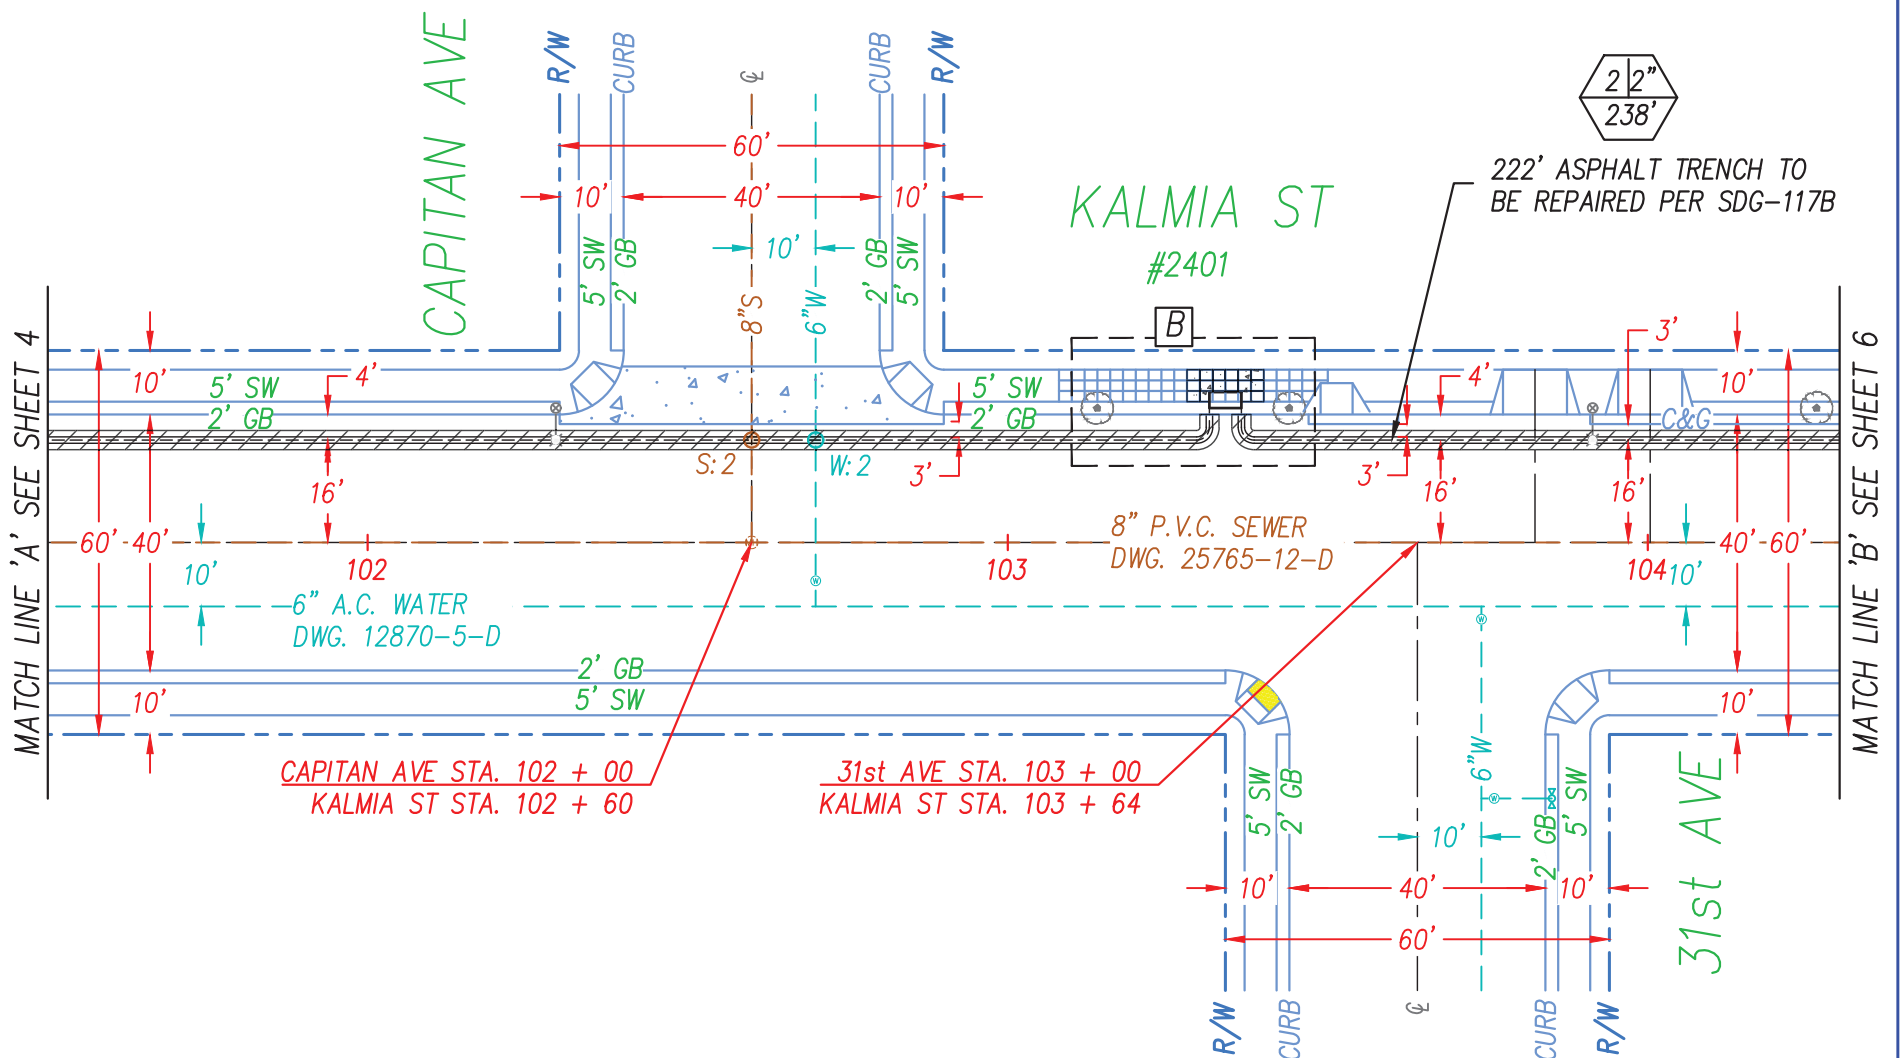 CAPITAN AVE
R/W
CURB
℄
CURB
R/W
60'
10'
40'
10'
10'
5' SW
2' GB
8"S
6"W
2' GB
5' SW
KALMIA ST
#2401
2 2"
238'
222' ASPHALT TRENCH TO
BE REPAIRED PER SDG-117B
MATCH LINE 'A' SEE SHEET 4
MATCH LINE 'B' SEE SHEET 6
B
10'
5' SW
4'
2' GB
5' SW
2' GB
4'
3'
10'
C&G
S:2
W:2
3'
3'
16'
16'
16'
60'
40'
10'
102
103
8" P.V.C. SEWER
DWG. 25765-12-D
104
10'
40'
60'
6" A.C. WATER
DWG. 12870-5-D
2' GB
5' SW
10'
10'
CAPITAN AVE STA. 102 + 00
KALMIA ST STA. 102 + 60
31st AVE STA. 103 + 00
KALMIA ST STA. 103 + 64
5' SW
2' GB
6"W
2' GB
5' SW
10'
10'
40'
10'
60'
31st AVE
R/W
CURB
℄
CURB
R/W